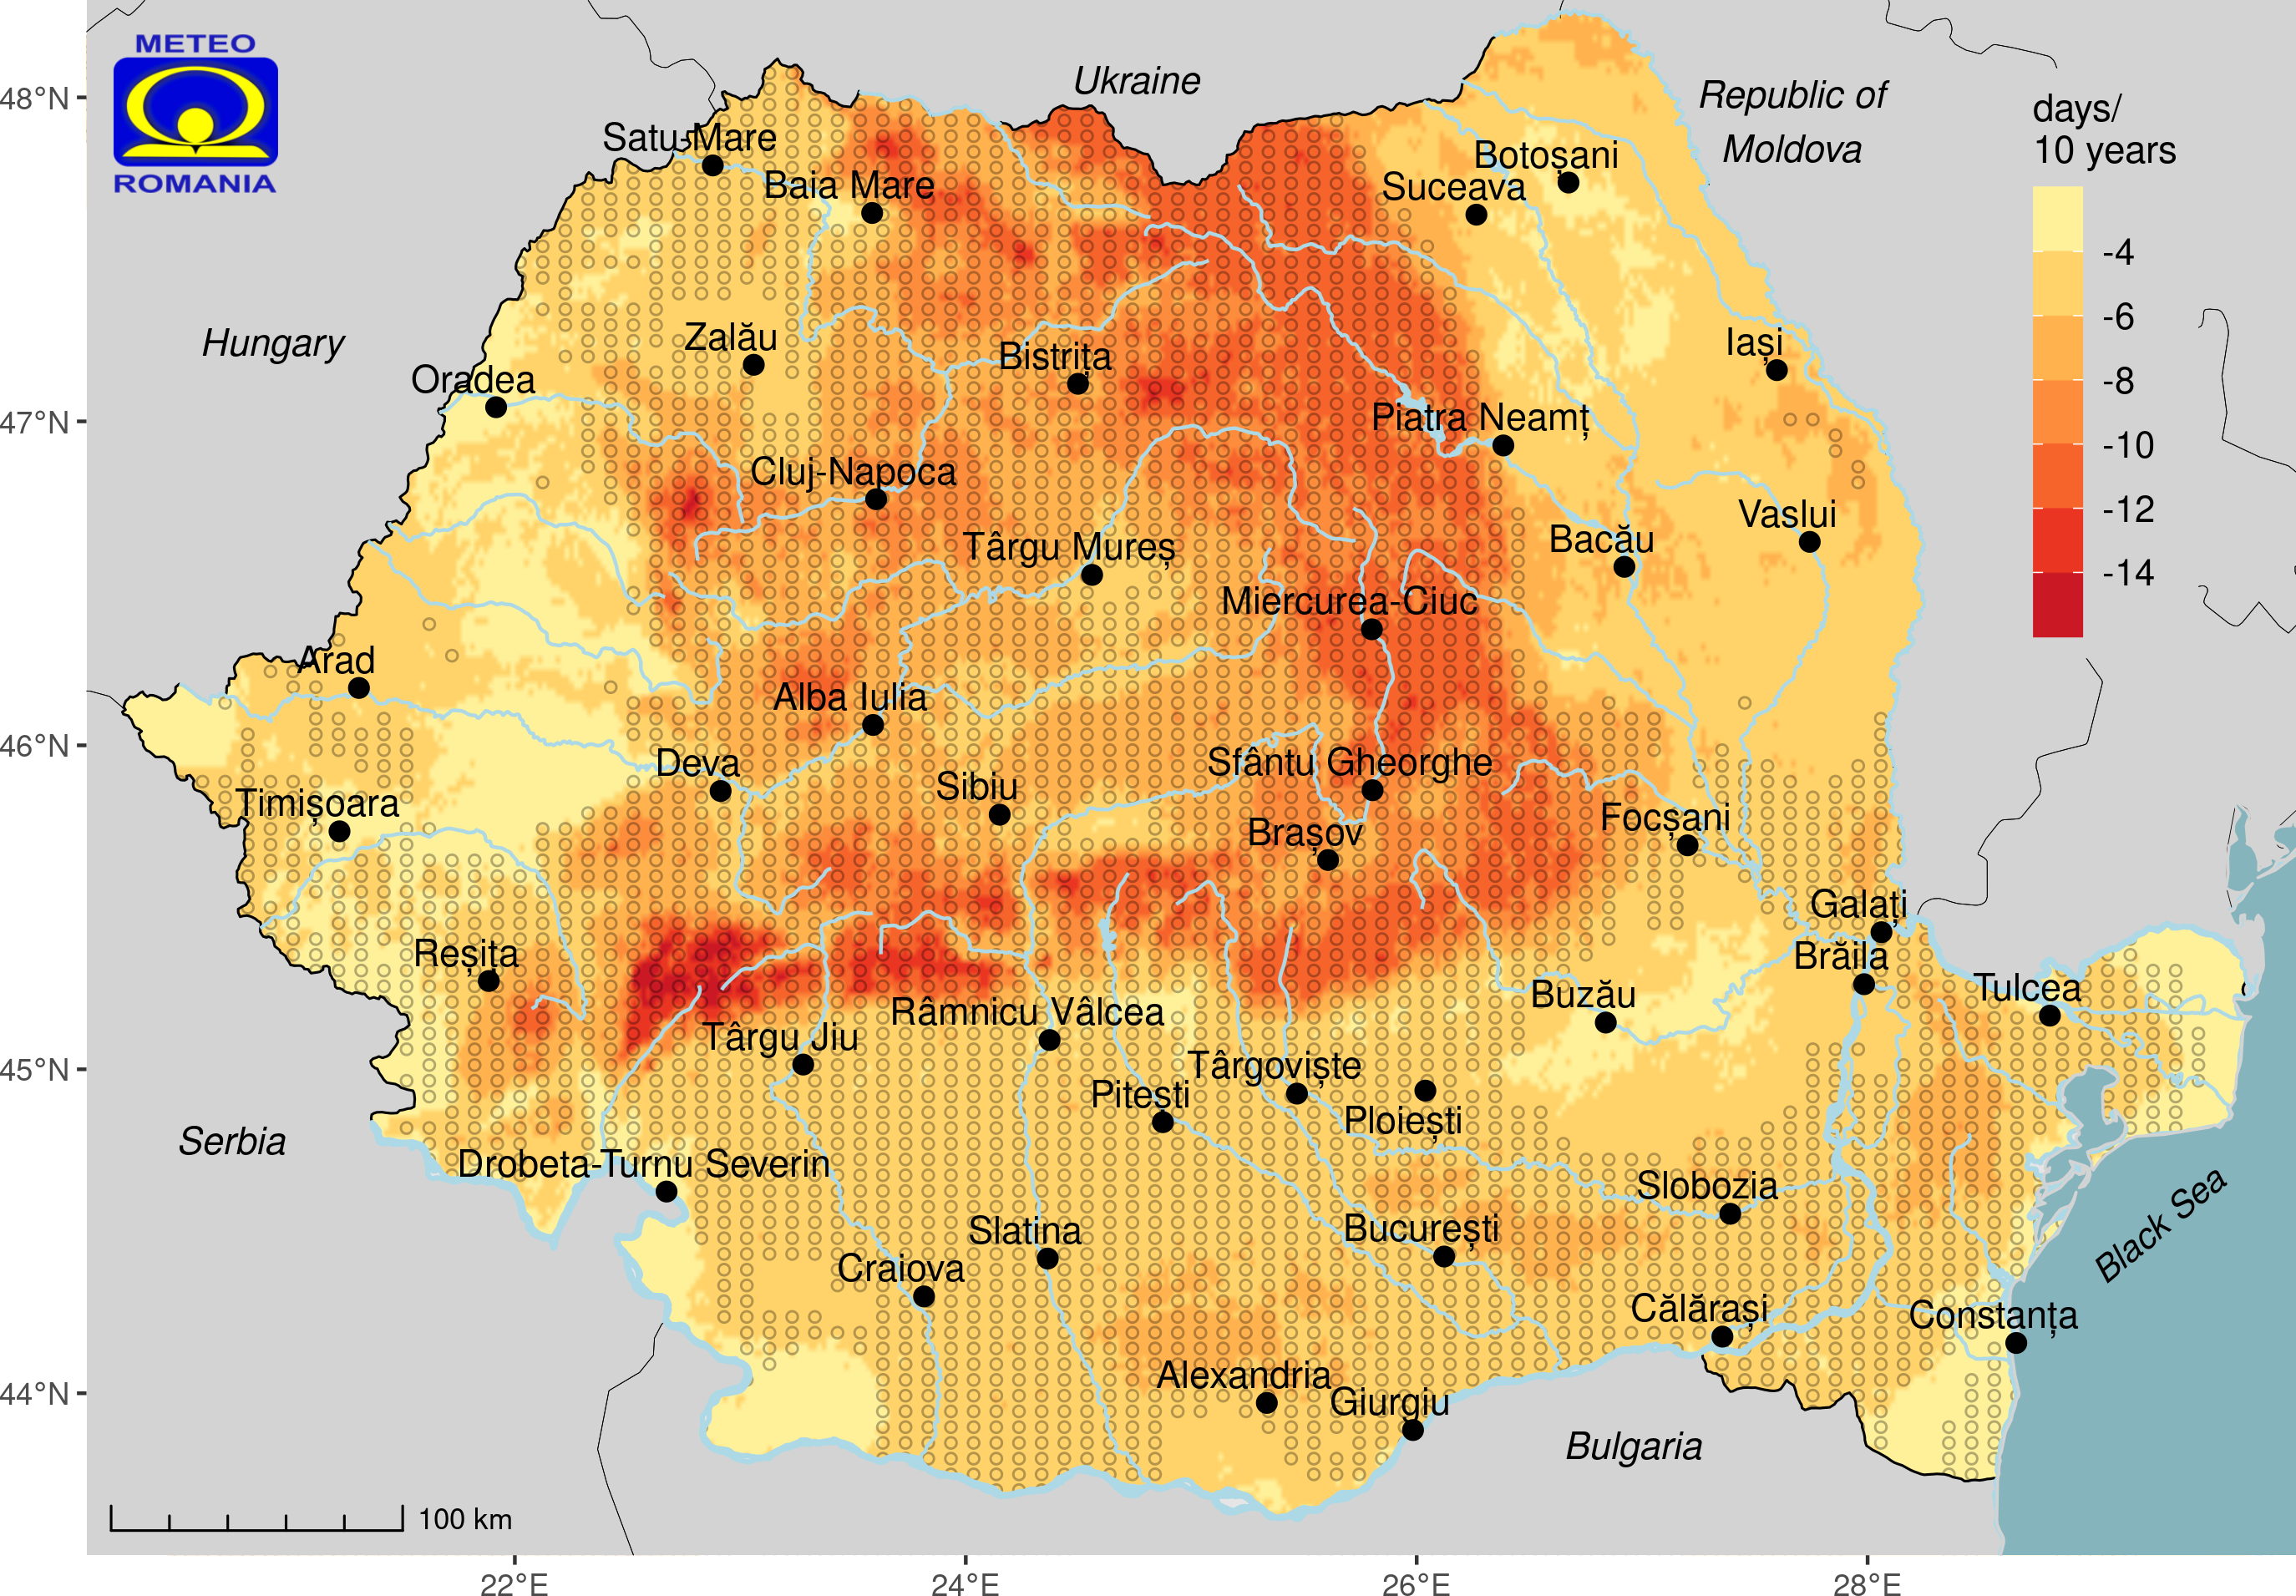 METEO
ROMANIA
Ukraine
Republic of
Moldova
days/
10 years
-4
-6
-8
-10
-12
-14
48°N
47°N
46°N
45°N
44°N
Satu-Mare
Baia Mare
Botoșani
Suceava
Hungary
Zalău
Oradea
Bistrița
Iași
Piatra Neamț
Cluj-Napoca
Târgu Mureș
Bacău
Vaslui
Miercurea-Ciuc
Arad
Alba Iulia
Deva
Sibiu
Sfântu Gheorghe
Timișoara
Brașov
Focșani
Galați
Brăila
Reșița
Tulcea
Râmnicu Vâlcea
Buzău
Târgu Jiu
Târgoviște
Pitești
Ploiești
Serbia
Drobeta-Turnu Severin
Slobozia
Slatina
București
Black Sea
Craiova
Călărași
Constanța
Alexandria
Giurgiu
Bulgaria
100 km
22°E
24°E
26°E
28°E